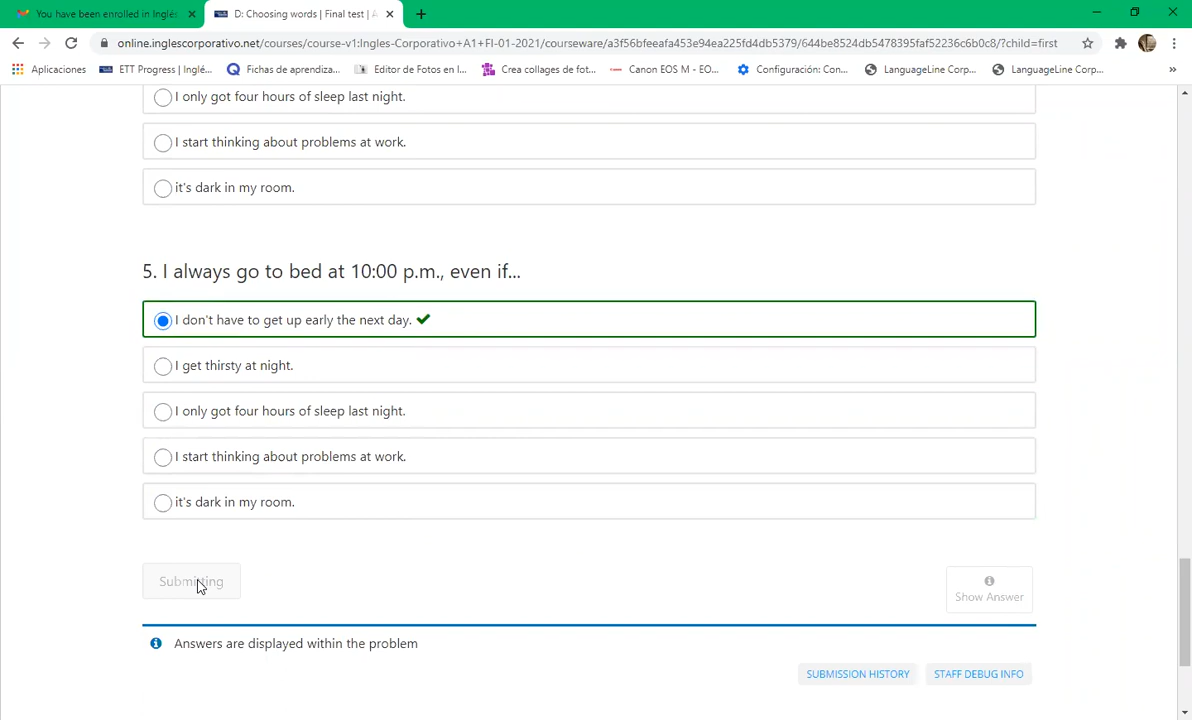 You have been enrolled in Inglés
D: Choosing words | Final test | A
online.inglescorporativo.net/courses/course-v1:Ingles-Corporativo+A1+FI-01-2021/courseware/a3f56bfeeafa453e94ea225fd4db5379/644be8524db5478395faf52236c6b0c8/?child=first
Aplicaciones ETT Progress | Inglé... Fichas de aprendiza... Editor de Fotos en l... Crea collages de fot... Canon EOS M - EO... Configuración: Con... LanguageLine Corp... LanguageLine Corp... »
I only got four hours of sleep last night.
I start thinking about problems at work.
it's dark in my room.
5. I always go to bed at 10:00 p.m., even if...
I don't have to get up early the next day.
I get thirsty at night.
I only got four hours of sleep last night.
I start thinking about problems at work.
it's dark in my room.
Submitting
Show Answer
Answers are displayed within the problem
SUBMISSION HISTORY STAFF DEBUG INFO